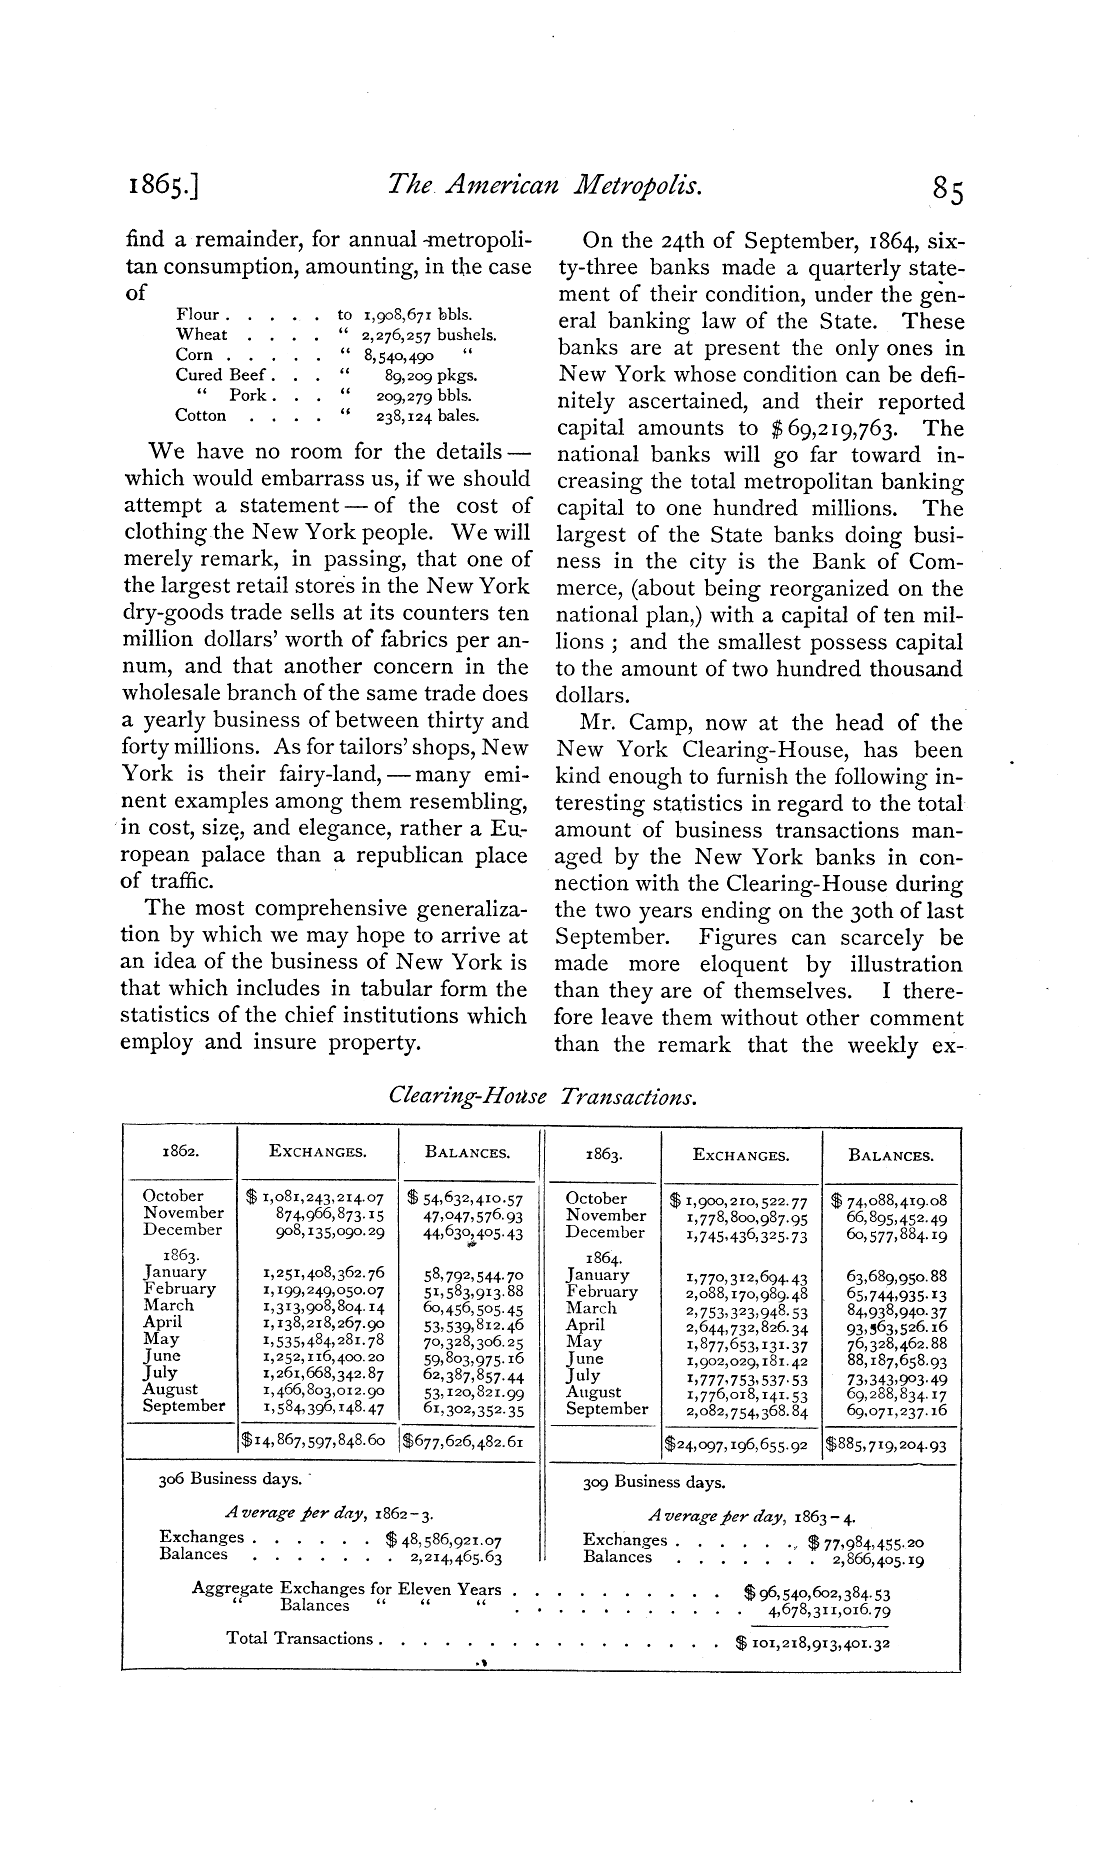 1865.] The American Metropolis. 85
find a remainder, for annual metropoli-
tan consumption, amounting, in the case
of
Flour . . . . . to 1,908,671 bbls.
Wheat . . . . “ 2,276,257 bushels.
Corn . . . . . “ 8,540,490 “
Cured Beef . . . “ 89,209 pkgs.
“ Pork . . . “ 209,279 bbls.
Cotton . . . . “ 238,124 bales.
We have no room for the details —
which would embarrass us, if we should
attempt a statement — of the cost of
clothing the New York people. We will
merely remark, in passing, that one of
the largest retail stores in the New York
dry-goods trade sells at its counters ten
million dollars’ worth of fabrics per an-
num, and that another concern in the
wholesale branch of the same trade does
a yearly business of between thirty and
forty millions. As for tailors’ shops, New
York is their fairy-land, — many emi-
nent examples among them resembling,
in cost, size, and elegance, rather a Eu-
ropean palace than a republican place
of traffic.
The most comprehensive generaliza-
tion by which we may hope to arrive at
an idea of the business of New York is
that which includes in tabular form the
statistics of the chief institutions which
employ and insure property.
On the 24th of September, 1864, six-
ty-three banks made a quarterly state-
ment of their condition, under the gen-
eral banking law of the State. These
banks are at present the only ones in
New York whose condition can be defi-
nitely ascertained, and their reported
capital amounts to $69,219,763. The
national banks will go far toward in-
creasing the total metropolitan banking
capital to one hundred millions. The
largest of the State banks doing busi-
ness in the city is the Bank of Com-
merce, (about being reorganized on the
national plan,) with a capital of ten mil-
lions ; and the smallest possess capital
to the amount of two hundred thousand
dollars.
Mr. Camp, now at the head of the
New York Clearing-House, has been
kind enough to furnish the following in-
teresting statistics in regard to the total
amount of business transactions man-
aged by the New York banks in con-
nection with the Clearing-House during
the two years ending on the 30th of last
September. Figures can scarcely be
made more eloquent by illustration
than they are of themselves. I there-
fore leave them without other comment
than the remark that the weekly ex-
Clearing-House Transactions.
1862. EXCHANGES. BALANCES. 1863. EXCHANGES. BALANCES.
October $1,081,243,214.07 $54,632,410.57 October $1,900,210,522.77 $74,088,419.08
November 874,966,873.15 47,047,576.93 November 1,778,800,987.95 66,895,452.49
December 908,135,090.29 44,630,405.43 December 1,745,436,325.73 60,577,884.19
1863. 1864.
January 1,251,408,362.76 58,792,544.70 January 1,770,312,694.43 63,689,950.88
February 1,199,249,050.07 51,583,913.88 February 2,088,170,989.48 65,744,935.13
March 1,313,908,804.14 60,456,505.45 March 2,753,323,948.53 84,938,940.37
April 1,138,218,267.90 53,539,812.46 April 2,644,732,826.34 93,363,526.16
May 1,535,484,281.78 70,328,306.25 May 1,877,653,131.37 76,328,462.88
June 1,252,116,400.20 59,803,975.16 June 1,902,029,181.42 88,187,658.93
July 1,261,668,342.87 62,387,857.44 July 1,777,753,537.53 73,343,903.49
August 1,466,803,012.90 53,120,821.99 August 1,776,018,141.53 69,288,834.17
September 1,584,396,148.47 61,302,352.35 September 2,082,754,368.84 69,071,237.16
$14,867,597,848.60 $677,626,482.61 $24,097,196,655.92 $885,719,204.93
306 Business days. 309 Business days.
Average per day, 1862–3. Average per day, 1863–4.
Exchanges . . . . . . $48,586,921.07 Exchanges . . . . . . $77,984,455.20
Balances . . . . . . . 2,214,465.63 Balances . . . . . . . 2,866,405.19
Aggregate Exchanges for Eleven Years . . . . . . . . . . $96,540,602,384.53
“ Balances “ “ “ . . . . . . . . . . . 4,678,311,016.79
Total Transactions . . . . . . . . . . . . . . . . $101,218,913,401.32